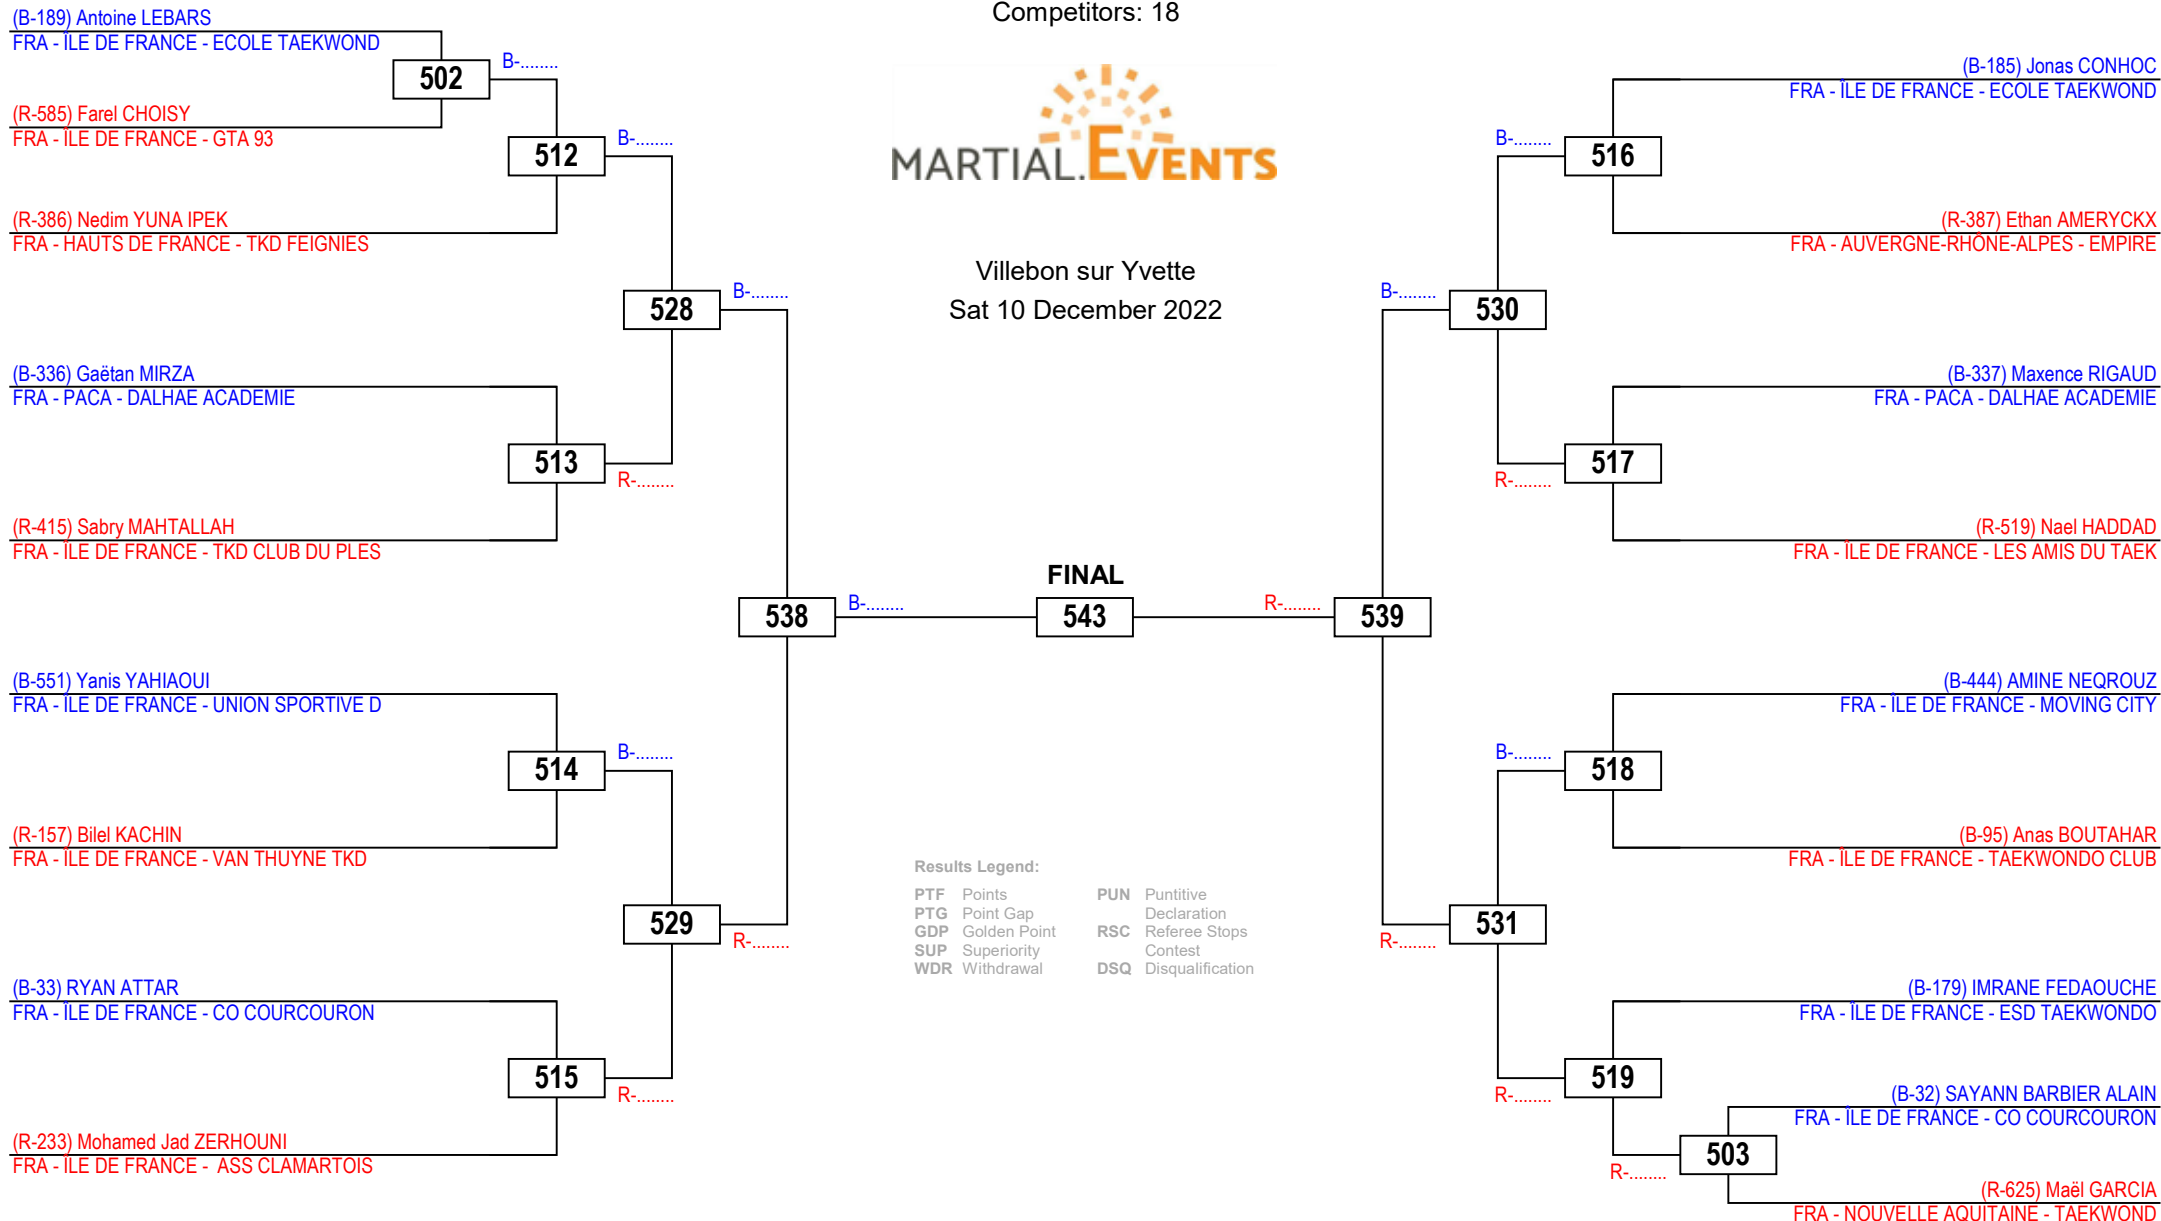 Competitors: 18
MARTIAL.EVENTS
Villebon sur Yvette
Sat 10 December 2022
(B-189) Antoine LEBARS
FRA - ÎLE DE FRANCE - ECOLE TAEKWOND
502
B-........
(R-585) Farel CHOISY
FRA - ÎLE DE FRANCE - GTA 93
512
B-........
(R-386) Nedim YUNA IPEK
FRA - HAUTS DE FRANCE - TKD FEIGNIES
528
B-........
(B-336) Gaëtan MIRZA
FRA - PACA - DALHAE ACADEMIE
513
R-........
(R-415) Sabry MAHTALLAH
FRA - ÎLE DE FRANCE - TKD CLUB DU PLES
538
B-........
(B-551) Yanis YAHIAOUI
FRA - ÎLE DE FRANCE - UNION SPORTIVE D
514
B-........
(R-157) Bilel KACHIN
FRA - ÎLE DE FRANCE - VAN THUYNE TKD
529
R-........
(B-33) RYAN ATTAR
FRA - ÎLE DE FRANCE - CO COURCOURON
515
R-........
(R-233) Mohamed Jad ZERHOUNI
FRA - ÎLE DE FRANCE -  ASS CLAMARTOIS
FINAL
543
(B-185) Jonas CONHOC
FRA - ÎLE DE FRANCE - ECOLE TAEKWOND
B-........
516
(R-387) Ethan AMERYCKX
FRA - AUVERGNE-RHÔNE-ALPES - EMPIRE
B-........
530
(B-337) Maxence RIGAUD
FRA - PACA - DALHAE ACADEMIE
517
R-........
(R-519) Nael HADDAD
FRA - ÎLE DE FRANCE - LES AMIS DU TAEK
R-........
539
(B-444) AMINE NEQROUZ
FRA - ÎLE DE FRANCE - MOVING CITY
B-........
518
(B-95) Anas BOUTAHAR
FRA - ÎLE DE FRANCE - TAEKWONDO CLUB
531
R-........
(B-179) IMRANE FEDAOUCHE
FRA - ÎLE DE FRANCE - ESD TAEKWONDO
519
R-........
(B-32) SAYANN BARBIER ALAIN
FRA - ÎLE DE FRANCE - CO COURCOURON
503
R-........
(R-625) Maël GARCIA
FRA - NOUVELLE AQUITAINE - TAEKWOND
Results Legend:
PTF Points
PTG Point Gap
GDP Golden Point
SUP Superiority
WDR Withdrawal
PUN Puntitive
Declaration
RSC Referee Stops
Contest
DSQ Disqualification